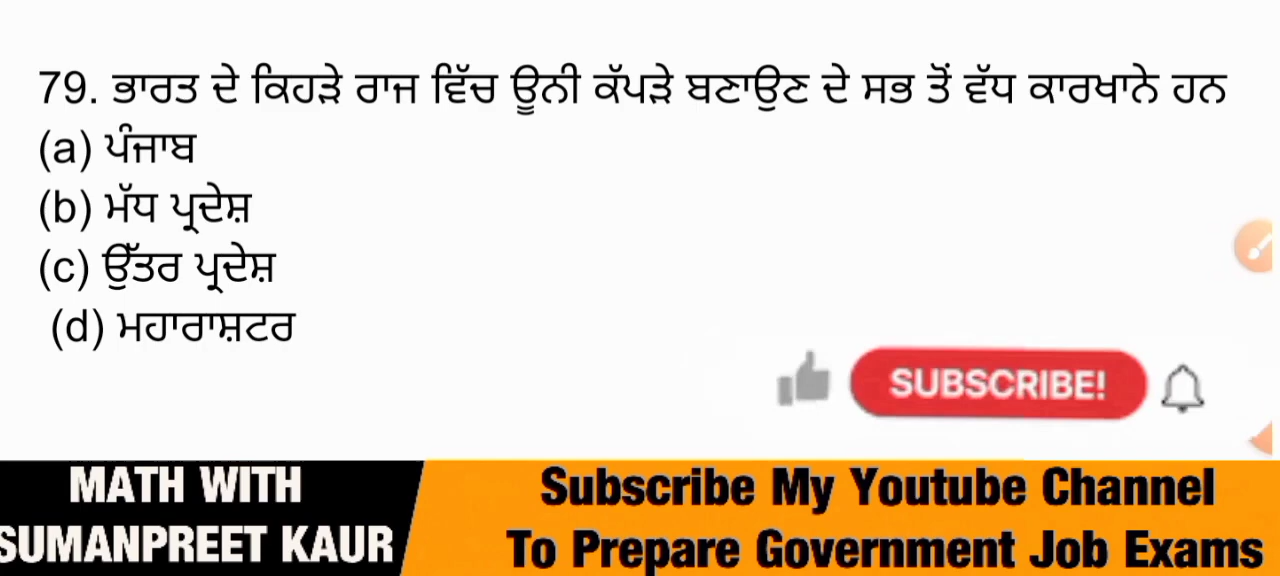 79. ਭਾਰਤ ਦੇ ਕਿਹੜੇ ਰਾਜ ਵਿੱਚ ਊਨੀ ਕੱਪੜੇ ਬਣਾਉਣ ਦੇ ਸਭ ਤੋਂ ਵੱਧ ਕਾਰਖਾਨੇ ਹਨ
(a) ਪੰਜਾਬ
(b) ਮੱਧ ਪ੍ਰਦੇਸ਼
(c) ਉੱਤਰ ਪ੍ਰਦੇਸ਼
(d) ਮਹਾਰਾਸ਼ਟਰ
SUBSCRIBE!
MATH WITH
SUMANPREET KAUR
Subscribe My Youtube Channel
To Prepare Government Job Exams